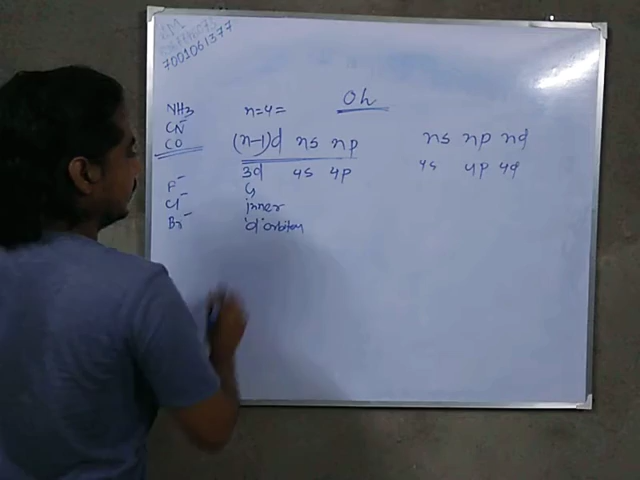 7001061377
Oh
NH3
CN-
CO
n=4=
(n-1)d ns np
ns np nd
3d 4s 4p
4s 4p 4d
F-
Cl-
Br-
inner
'd' orbital